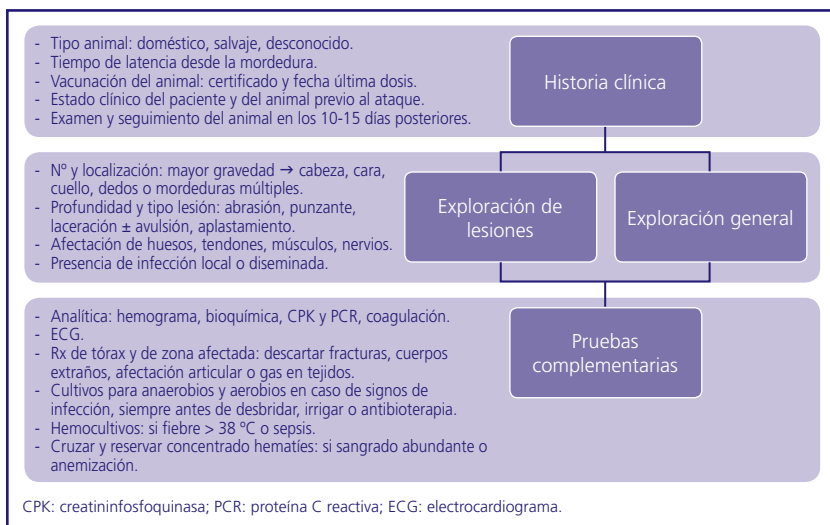 - Tipo animal: doméstico, salvaje, desconocido.
- Tiempo de latencia desde la mordedura.
- Vacunación del animal: certificado y fecha última dosis.
- Estado clínico del paciente y del animal previo al ataque.
- Examen y seguimiento del animal en los 10-15 días posteriores.
Historia clínica
- Nº y localización: mayor gravedad → cabeza, cara,
cuello, dedos o mordeduras múltiples.
- Profundidad y tipo lesión: abrasión, punzante,
laceración ± avulsión, aplastamiento.
- Afectación de huesos, tendones, músculos, nervios.
- Presencia de infección local o diseminada.
Exploración de
lesiones
Exploración general
- Analítica: hemograma, bioquímica, CPK y PCR, coagulación.
- ECG.
- Rx de tórax y de zona afectada: descartar fracturas, cuerpos
extraños, afectación articular o gas en tejidos.
- Cultivos para anaerobios y aerobios en caso de signos de
infección, siempre antes de desbridar, irrigar o antibioterapia.
- Hemocultivos: si fiebre > 38 ºC o sepsis.
- Cruzar y reservar concentrado hematíes: si sangrado abundante o
anemización.
Pruebas
complementarias
CPK: creatininfosfoquinasa; PCR: proteína C reactiva; ECG: electrocardiograma.